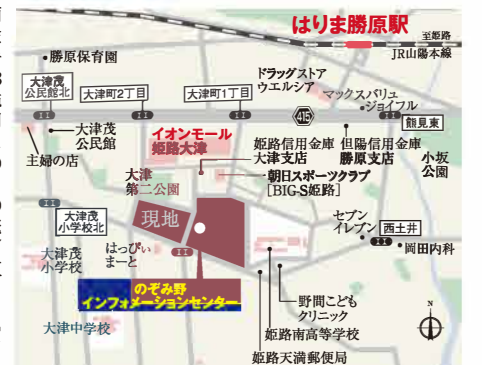 はりま勝原駅
至姫路
JR山陽本線
勝原保育園
ドラッグストア
ウエルシア
マックスバリュ
ジョイフル
大津茂
公民館北
大津町2丁目
大津町1丁目
415
熊見東
大津茂
公民館
主婦の店
イオンモール
姫路大津
姫路信用金庫
大津支店
但陽信用金庫
勝原支店
小坂
公園
朝日スポーツクラブ
［BIG-S姫路］
大津
第二公園
現地
大津茂
小学校北
セブン
イレブン
西土井
岡田内科
大津茂
小学校
はっぴぃ
まーと
のぞみ野
インフォメーションセンター
野間こども
クリニック
姫路南高等学校
大津中学校
姫路天満郵便局
N